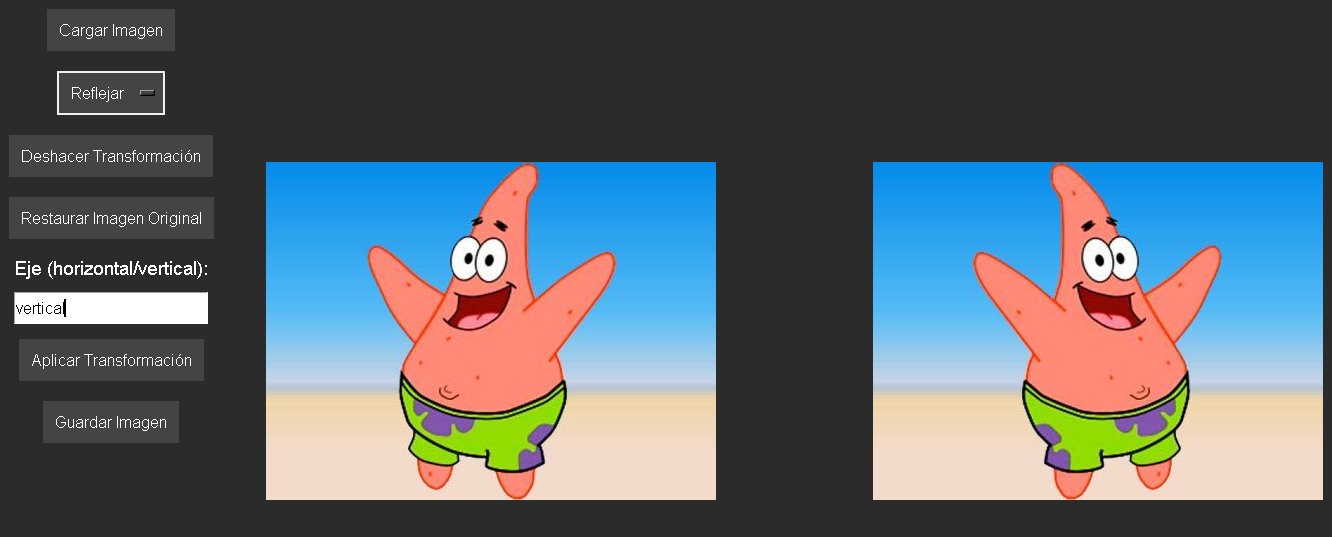 Cargar Imagen
Reflejar
Deshacer Transformación
Restaurar Imagen Original
Eje (horizontal/vertical):
vertical
Aplicar Transformación
Guardar Imagen